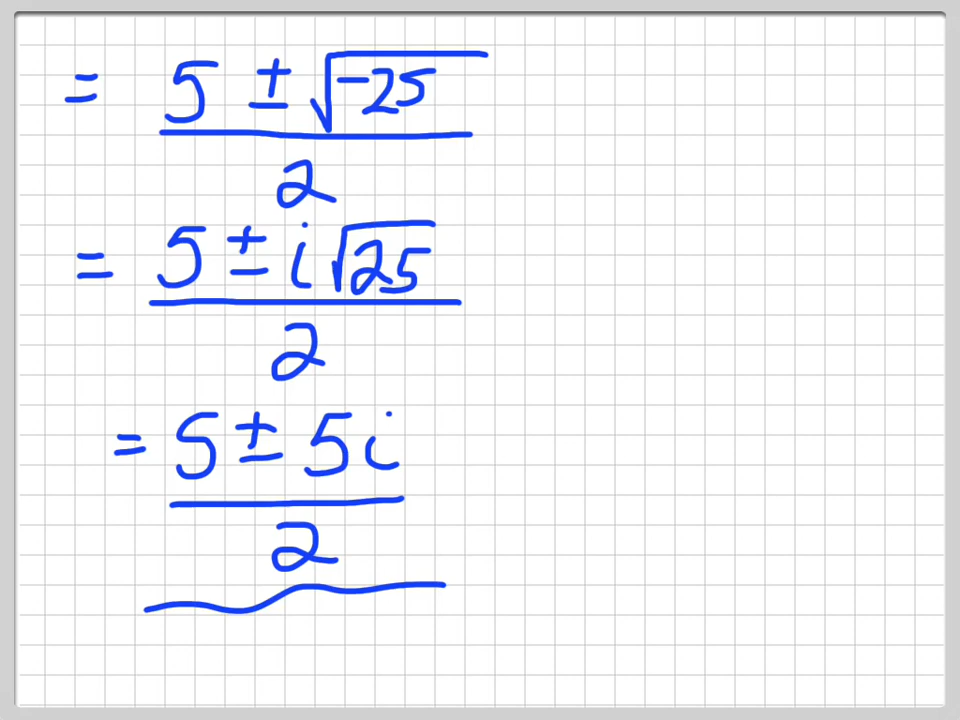 = 5 ± √-25
2
= 5 ± i √25
2
= 5 ± 5i
2